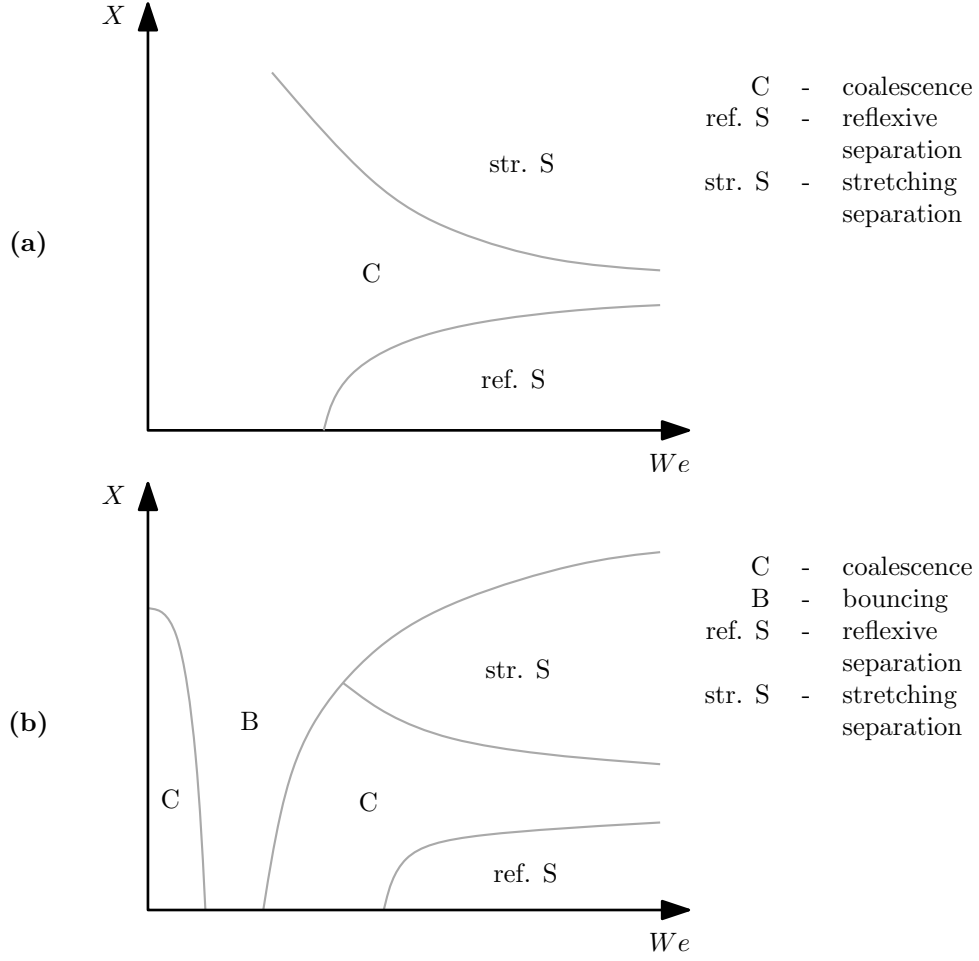 X
C - coalescence
ref. S - reflexive
separation
str. S - stretching
separation
str. S
(a)
C
ref. S
We
X
C - coalescence
B - bouncing
ref. S - reflexive
separation
str. S - stretching
separation
str. S
(b)
B
C
C
ref. S
We